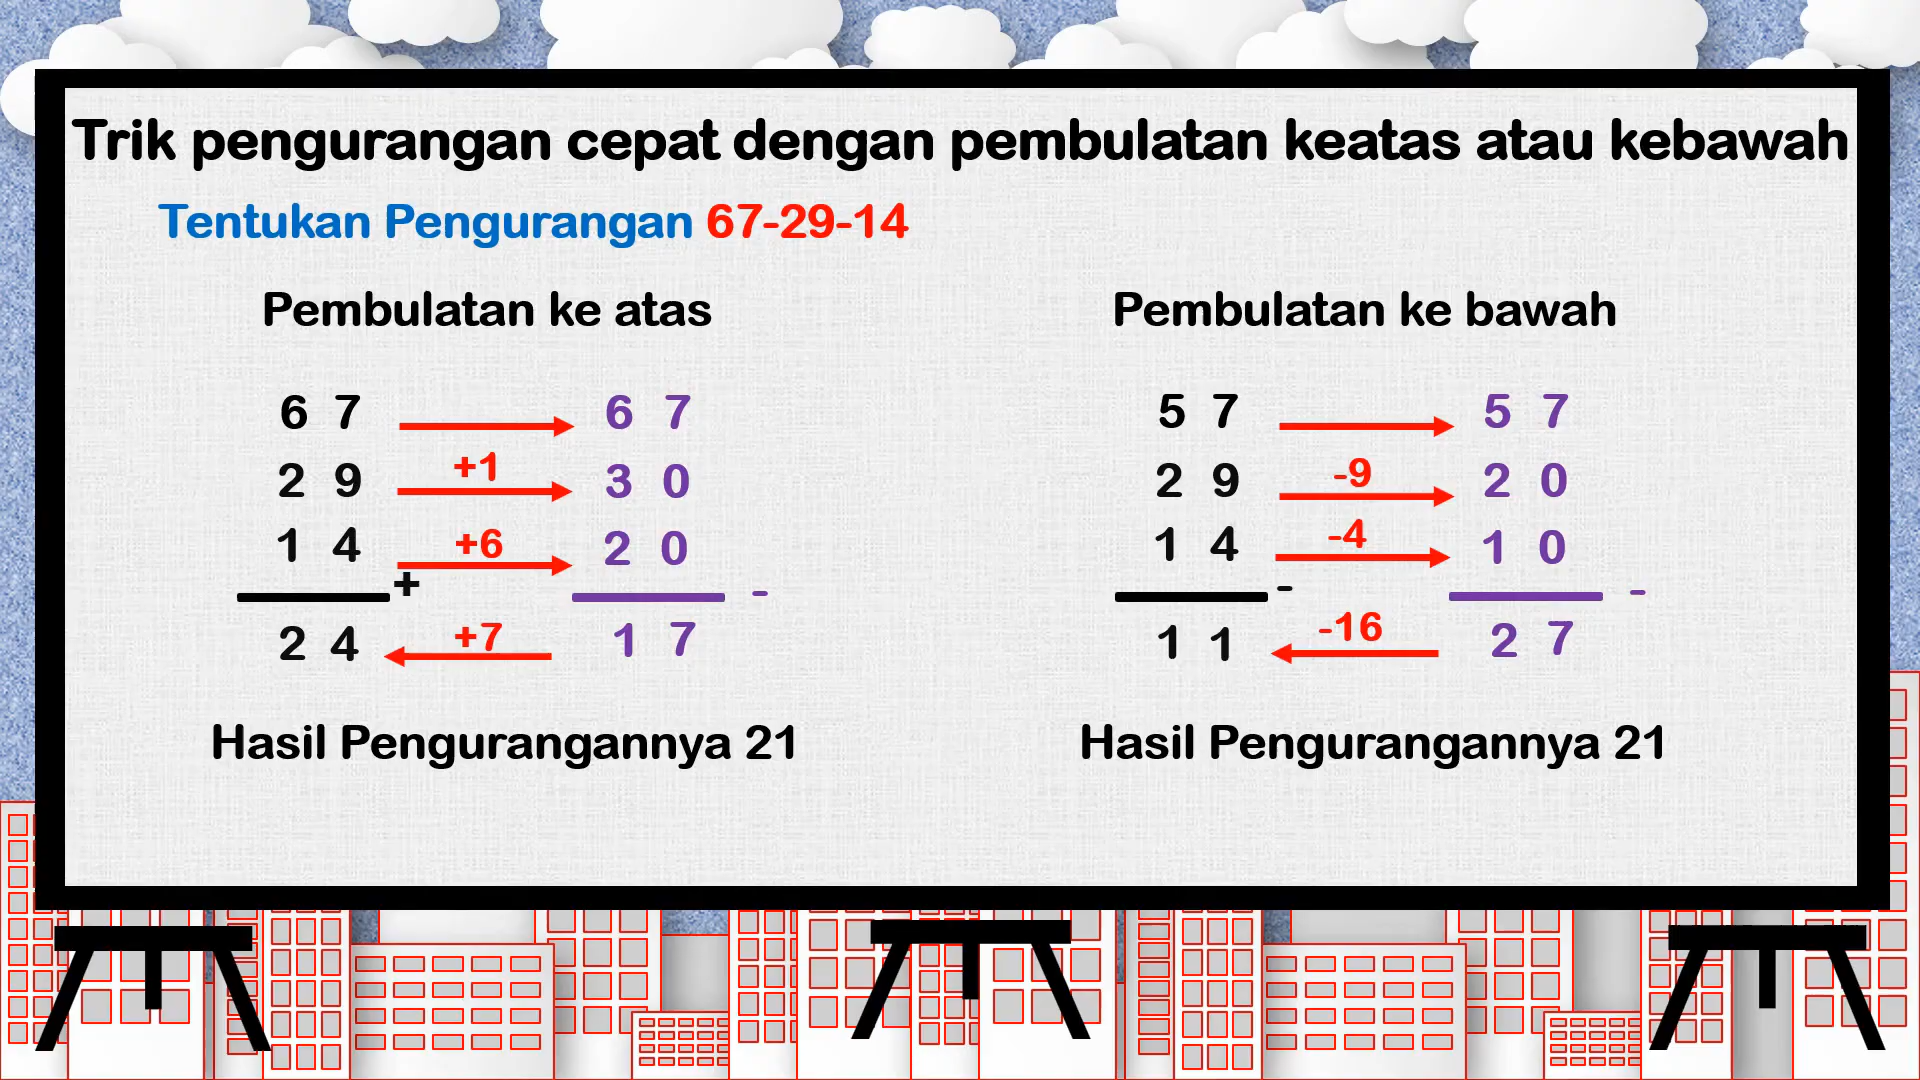 Trik pengurangan cepat dengan pembulatan keatas atau kebawah
Tentukan Pengurangan 67-29-14
Pembulatan ke atas
6 7 6 7
+1
2 9 3 0
+6
1 4 2 0
+ -
+7
2 4 1 7
Hasil Pengurangannya 21
Pembulatan ke bawah
5 7 5 7
-9
2 9 2 0
-4
1 4 1 0
- -
-16
1 1 2 7
Hasil Pengurangannya 21